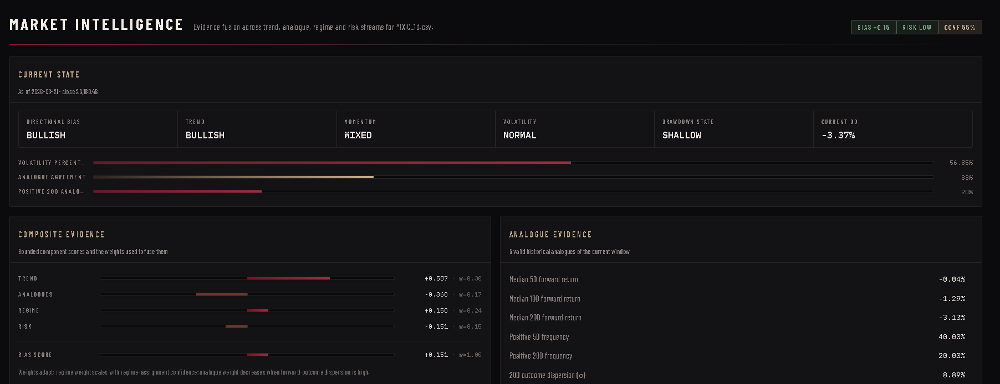 MARKET INTELLIGENCE Evidence fusion across trend, analogue, regime and risk streams for ^IXIC_1d.csv.
BIAS +0.15 RISK LOW CONF 55%
CURRENT STATE
As of 2026-08-21 · close 26,180.46
DIRECTIONAL BIAS TREND MOMENTUM VOLATILITY DRAWDOWN STATE CURRENT DD
BULLISH BULLISH MIXED NORMAL SHALLOW -3.37%
VOLATILITY PERCENT... 56.85%
ANALOGUE AGREEMENT 33%
POSITIVE 20D ANALO... 20%
COMPOSITE EVIDENCE
Bounded component scores and the weights used to fuse them
TREND +0.587 · w=0.30
ANALOGUES -0.360 · w=0.17
REGIME +0.150 · w=0.24
RISK -0.151 · w=0.15
BIAS SCORE +0.151 · w=1.00
Weights adapt: regime weight scales with regime-assignment confidence; analogue weight decreases when forward-outcome dispersion is high.
ANALOGUE EVIDENCE
5 valid historical analogues of the current window
Median 5D forward return -0.04%
Median 10D forward return -1.29%
Median 20D forward return -3.13%
Positive 5D frequency 40.00%
Positive 20D frequency 20.00%
20D outcome dispersion (σ) 8.89%